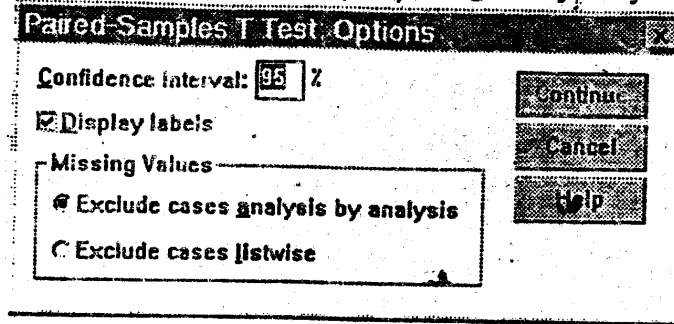 Paired-Samples T Test: Options
Confidence Interval: 95 %
Continue
Display labels
Cancel
Missing Values
Help
Exclude cases analysis by analysis
Exclude cases listwise